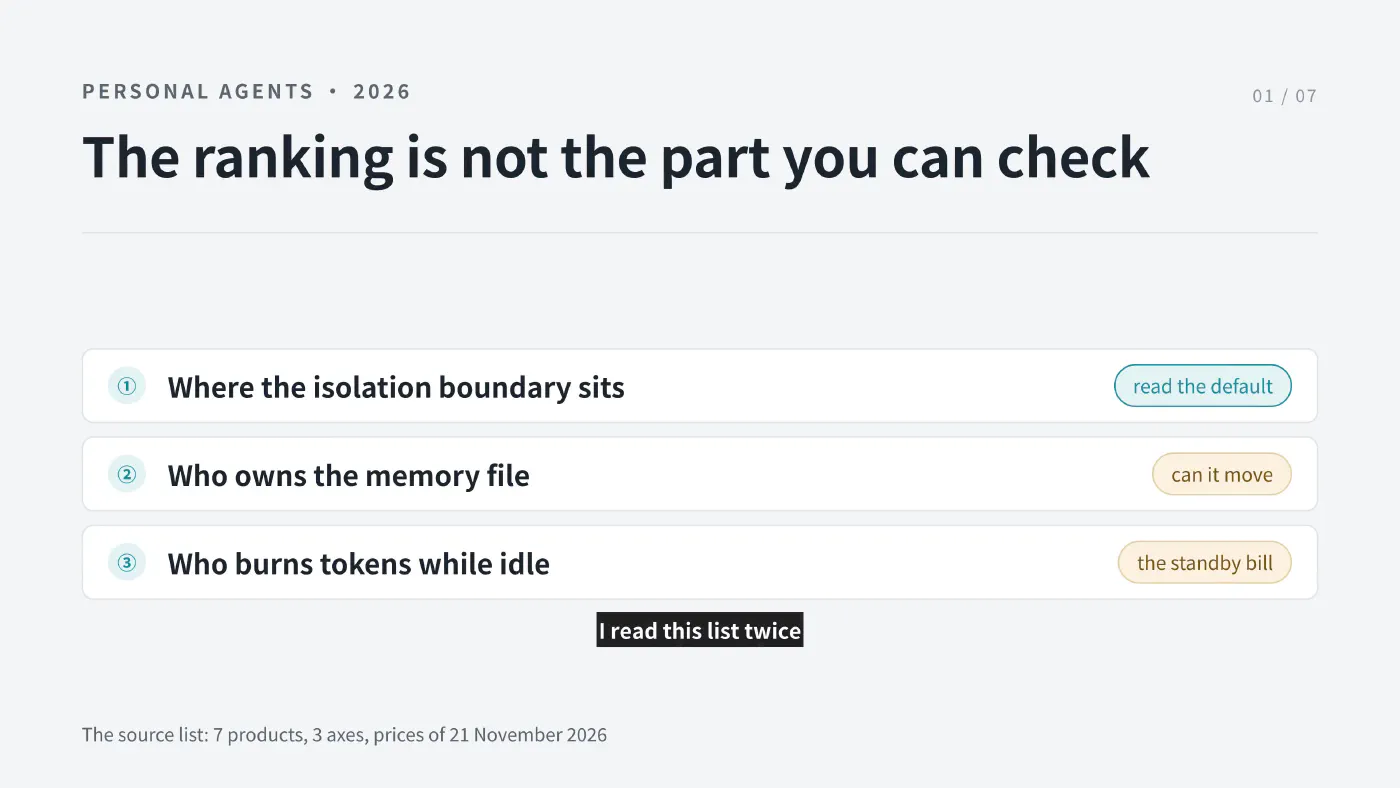 PERSONAL AGENTS • 2026
01 / 07
The ranking is not the part you can check
① Where the isolation boundary sits
read the default
② Who owns the memory file
can it move
③ Who burns tokens while idle
the standby bill
I read this list twice
The source list: 7 products, 3 axes, prices of 21 November 2026